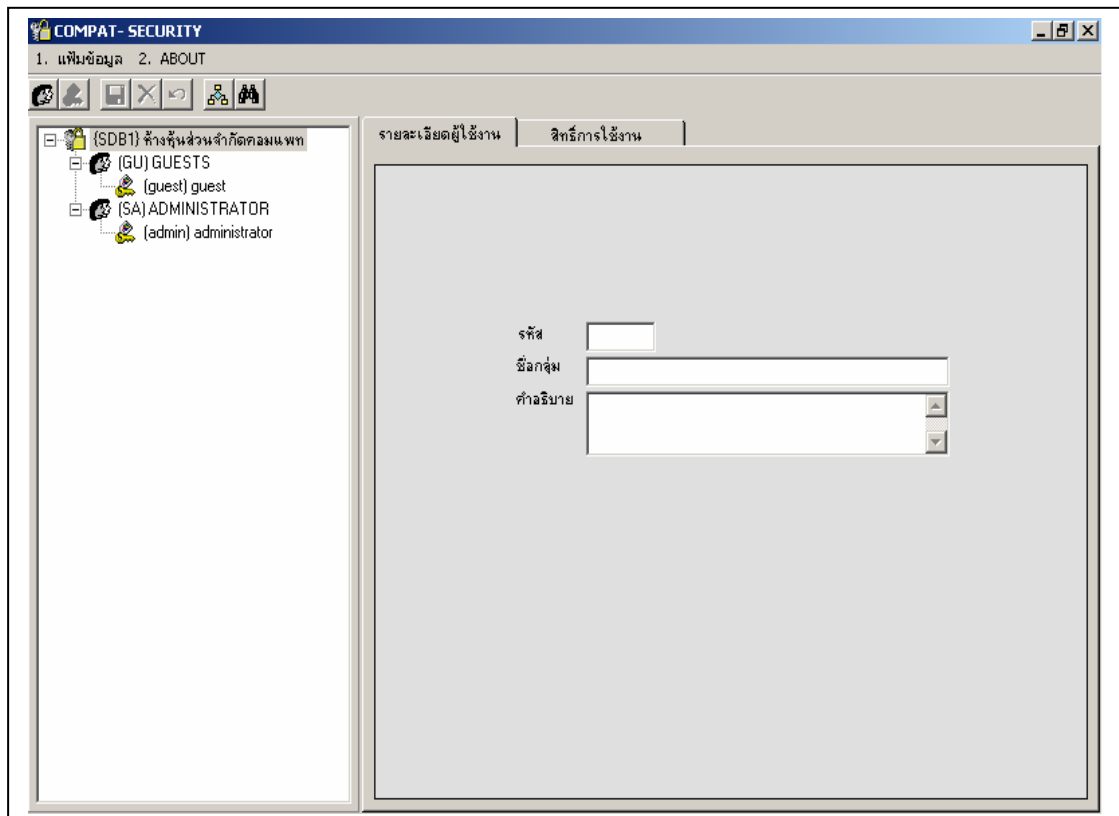 COMPAT- SECURITY
1. แฟ้มข้อมูล 2. ABOUT
{SDB1} ห้างหุ้นส่วนจำกัดคอมแพท
(GU) GUESTS
(guest) guest
(SA) ADMINISTRATOR
(admin) administrator
รายละเอียดผู้ใช้งาน สิทธิ์การใช้งาน
รหัส
ชื่อกลุ่ม
คำอธิบาย